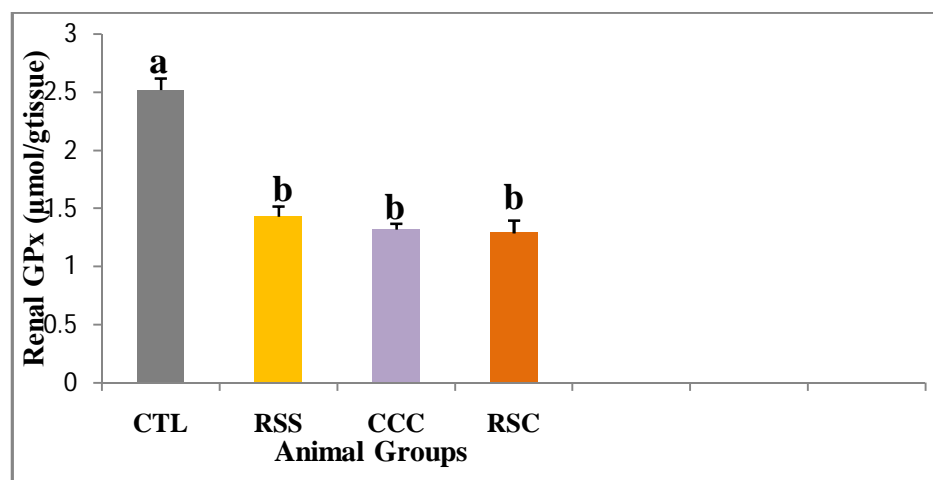 Renal GPx (µmol/gtissue)
3
2.5
2
1.5
1
0.5
0
a
b
b
b
CTL RSS CCC RSC
Animal Groups